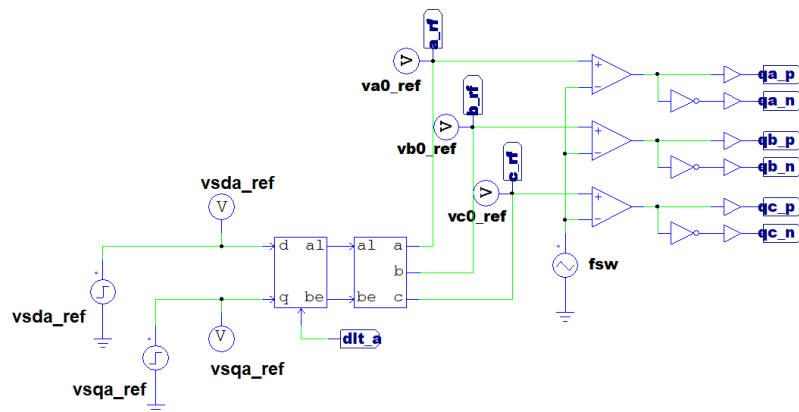 a_rf
V
va0_ref
+
−
qa_p
qa_n
b_rf
V
vb0_ref
+
−
qb_p
qb_n
c_rf
V
vc0_ref
+
−
qc_p
qc_n
vsda_ref
V
d al
q be
al a
b
be c
fsw
vsda_ref
V
dlt_a
vsqa_ref
vsqa_ref